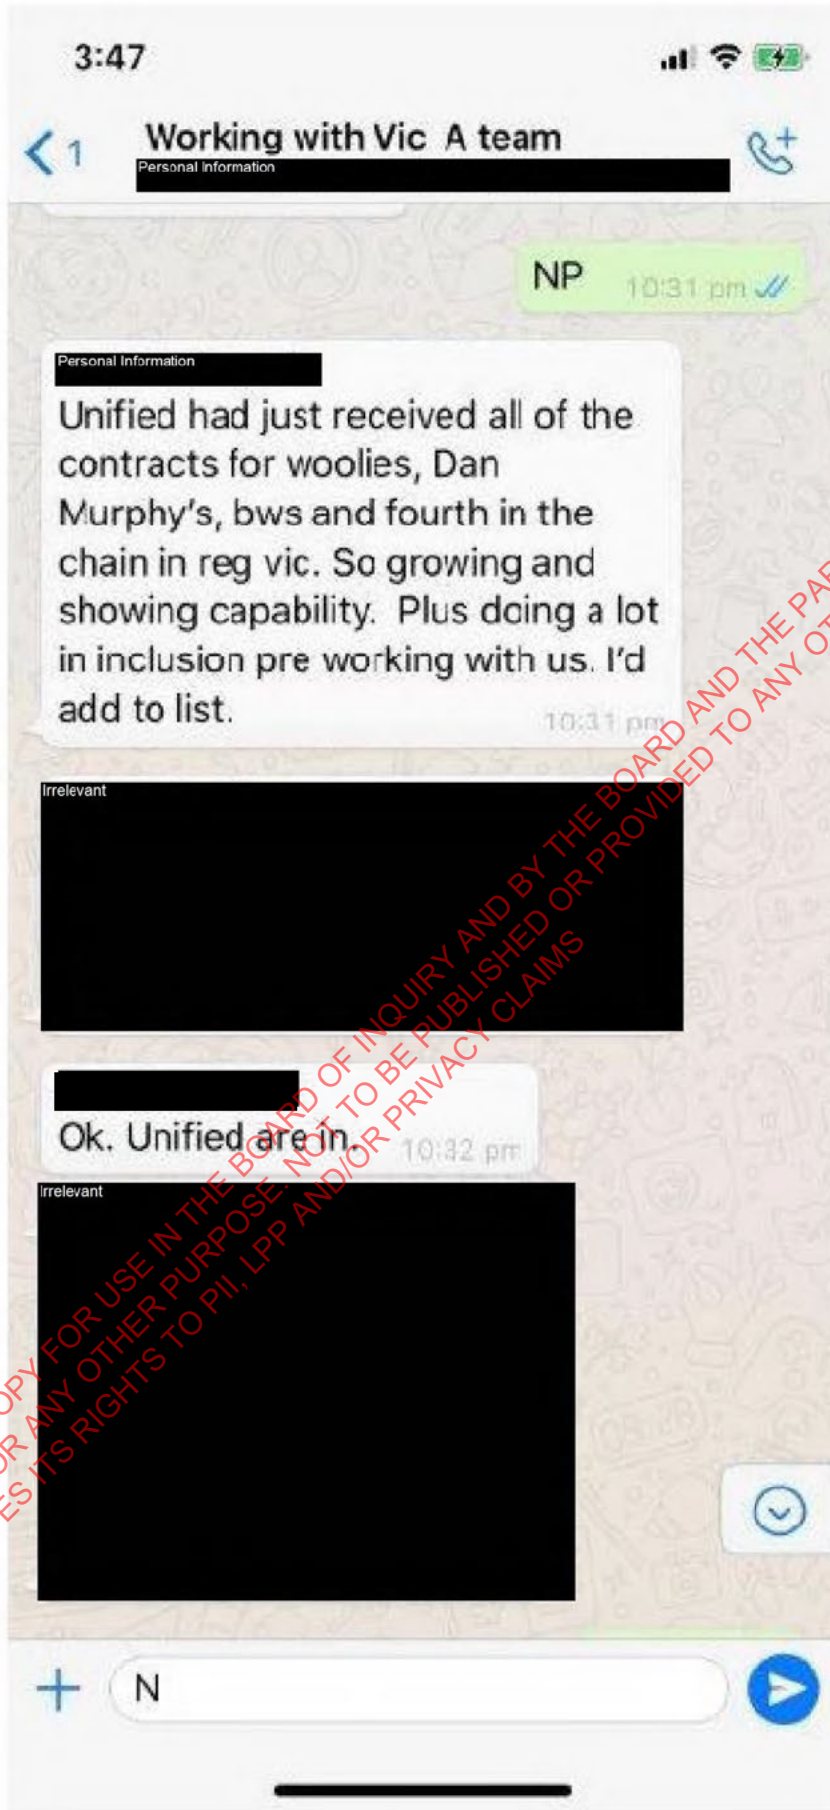 3:47
1
Working with Vic A team
Personal Information
NP
10:31 pm
Personal Information
Unified had just received all of the
contracts for woolies, Dan
Murphy's, bws and fourth in the
chain in reg vic. So growing and
showing capability. Plus doing a lot
in inclusion pre working with us. I'd
add to list.
10:31 pm
Irrelevant
Ok. Unified are in.
10:32 pm
Irrelevant
N
FOR USE IN THE BOARD OF INQUIRY AND BY THE BOARD AND THE
ANY OTHER PURPOSE. NOT TO BE PUBLISHED OR PROVIDED TO ANY
ITS RIGHTS TO PII, LPP AND/OR PRIVACY CLAIMS